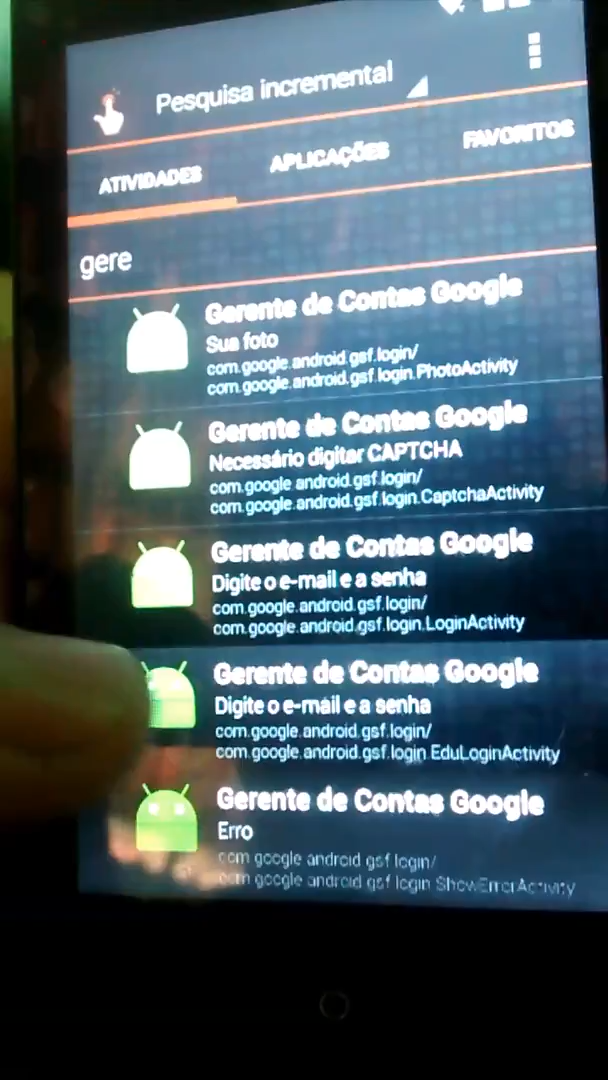 Pesquisa incremental
ATIVIDADES
APLICAÇÕES
FAVORITOS
gere
Gerente de Contas Google
Sua foto
com.google.android.gsf.login/
com.google.android.gsf.login.PhotoActivity
Gerente de Contas Google
Necessário digitar CAPTCHA
com.google.android.gsf.login/
com.google.android.gsf.login.CaptchaActivity
Gerente de Contas Google
Digite o e-mail e a senha
com.google.android.gsf.login/
com.google.android.gsf.login.LoginActivity
Gerente de Contas Google
Digite o e-mail e a senha
com.google.android.gsf.login/
com.google.android.gsf.login.EduLoginActivity
Gerente de Contas Google
Erro
com.google.android.gsf.login/
com.google.android.gsf.login.ShowErrorActivity